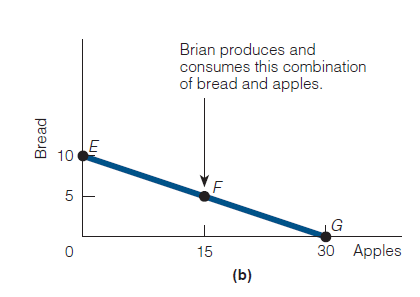 Brian produces and
consumes this combination
of bread and apples.
Bread
E
10
F
5
G
0
15
30
Apples
(b)